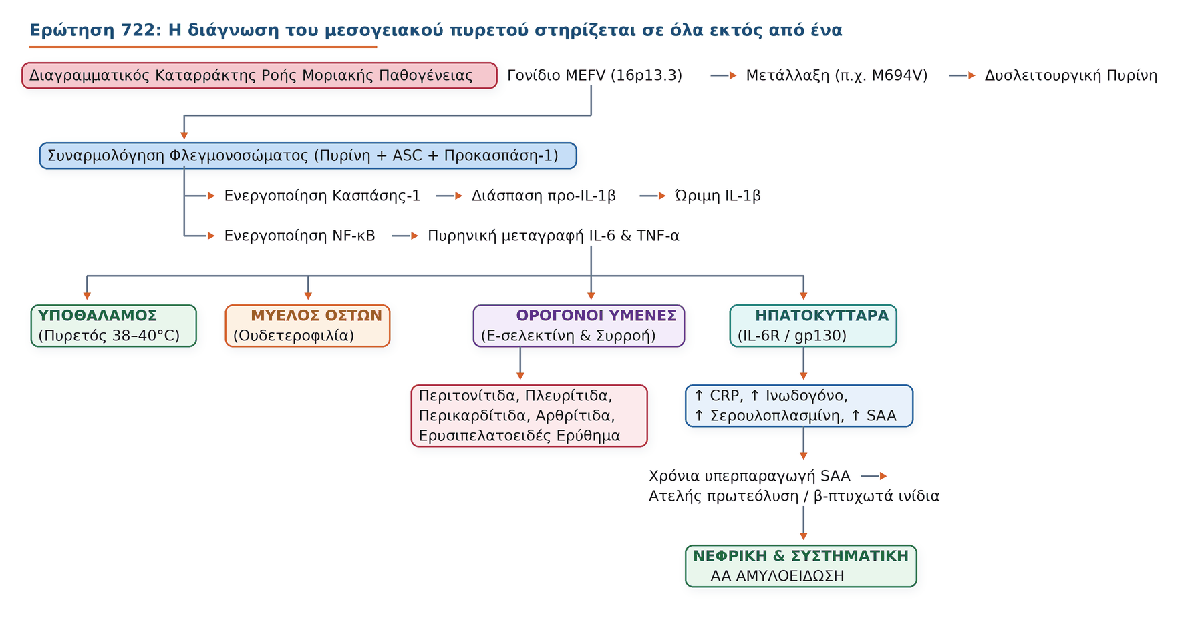 Ερώτηση 722: Η διάγνωση του μεσογειακού πυρετού στηρίζεται σε όλα εκτός από ένα
Διαγραμματικός Καταρράκτης Ροής Μοριακής Παθογένειας Γονίδιο MEFV (16p13.3) Μετάλλαξη (π.χ. M694V) Δυσλειτουργική Πυρίνη
Συναρμολόγηση Φλεγμονοσώματος (Πυρίνη + ASC + Προκασπάση-1)
Ενεργοποίηση Κασπάσης-1 Διάσπαση προ-IL-1β Ώριμη IL-1β
Ενεργοποίηση NF-κB Πυρηνική μεταγραφή IL-6 & TNF-α
ΥΠΟΘΑΛΑΜΟΣ ΜΥΕΛΟΣ ΟΣΤΩΝ ΟΡΟΓΟΝΟΙ ΥΜΕΝΕΣ ΗΠΑΤΟΚΥΤΤΑΡΑ
(Πυρετός 38–40°C) (Ουδετεροφιλία) (E-σελεκτίνη & Συρροή) (IL-6R / gp130)
Περιτονίτιδα, Πλευρίτιδα, ↑ CRP, ↑ Ινωδογόνο,
Περικαρδίτιδα, Αρθρίτιδα, ↑ Σερουλοπλασμίνη, ↑ SAA
Ερυσιπελατοειδές Ερύθημα
Χρόνια υπερπαραγωγή SAA
Ατελής πρωτεόλυση / β-πτυχωτά ινίδια
ΝΕΦΡΙΚΗ & ΣΥΣΤΗΜΑΤΙΚΗ
ΑΑ ΑΜΥΛΟΕΙΔΩΣΗ